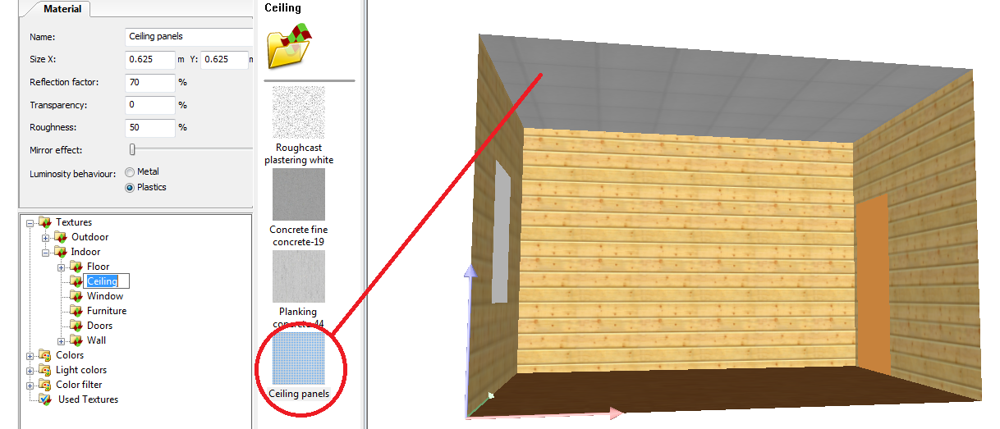 Material
Name: Ceiling panels
Size X: 0.625 m Y: 0.625
Reflection factor: 70 %
Transparency: 0 %
Roughness: 50 %
Mirror effect:
Luminosity behaviour: Metal
Plastics
Textures
Outdoor
Indoor
Floor
Ceiling
Window
Furniture
Doors
Wall
Colors
Light colors
Color filter
Used Textures
Ceiling
Roughcast
plastering white
Concrete fine
concrete-19
Planking
concrete-44
Ceiling panels